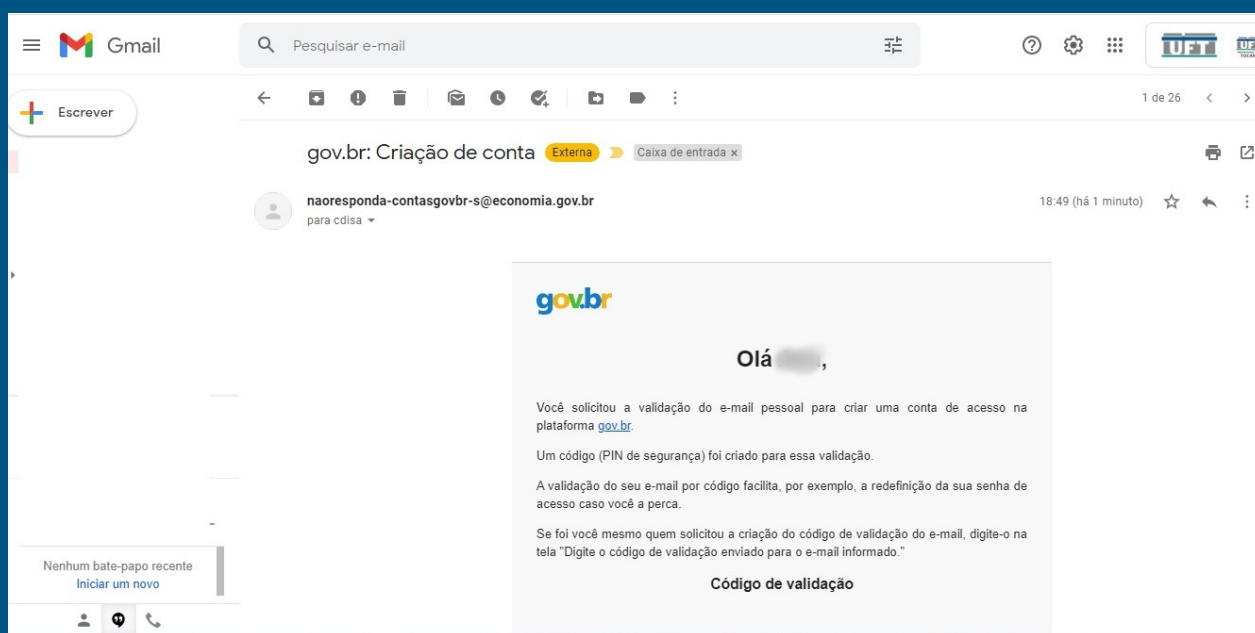 Gmail
Pesquisar e-mail
UFT
Escrever
1 de 26
gov.br: Criação de conta Externa Caixa de entrada x
naoresponda-contasgovbr-s@economia.gov.br
18:49 (há 1 minuto)
para cdisa
gov.br
Olá ,
Você solicitou a validação do e-mail pessoal para criar uma conta de acesso na
plataforma gov.br.
Um código (PIN de segurança) foi criado para essa validação.
A validação do seu e-mail por código facilita, por exemplo, a redefinição da sua senha de
acesso caso você a perca.
Se foi você mesmo quem solicitou a criação do código de validação do e-mail, digite-o na
tela "Digite o código de validação enviado para o e-mail informado."
Código de validação
Nenhum bate-papo recente
Iniciar um novo